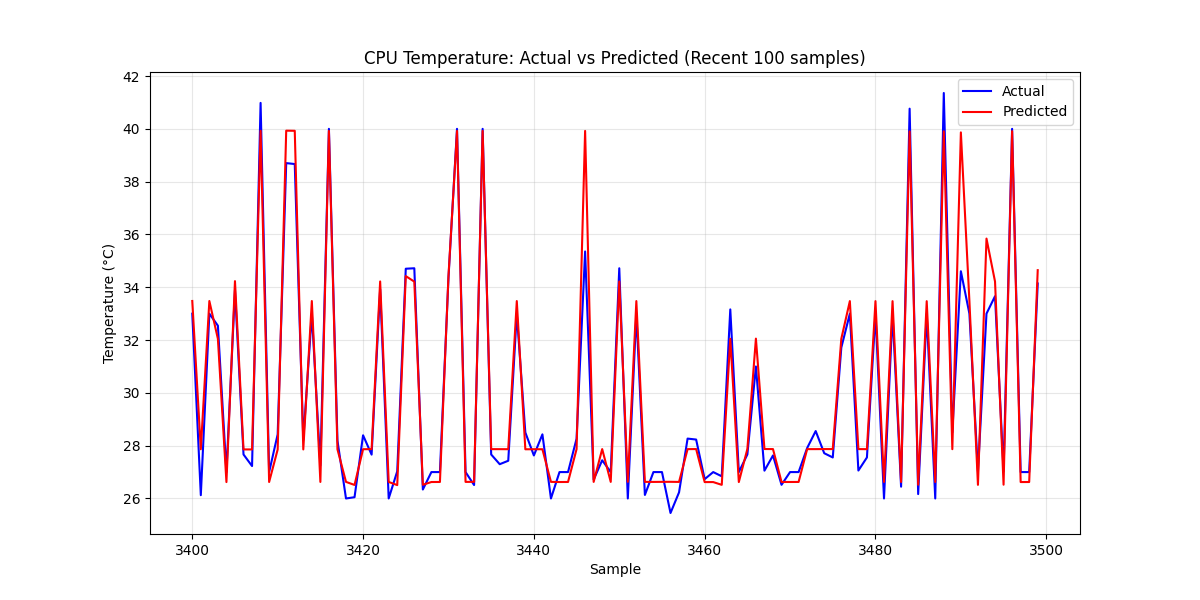 CPU Temperature: Actual vs Predicted (Recent 100 samples)
Actual
Predicted
Temperature (°C)
42
40
38
36
34
32
30
28
26
3400 3420 3440 3460 3480 3500
Sample